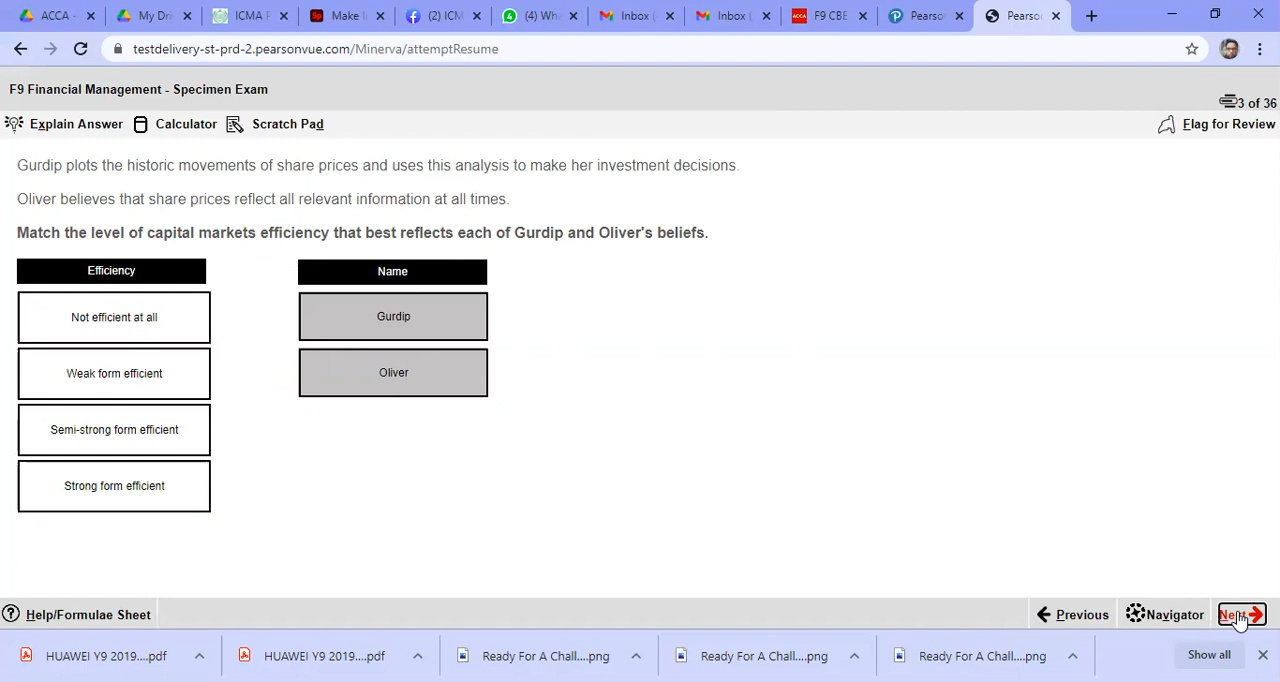 ACCA -
My Dri
ICMA P
Make I
(2) ICM
(4) Wha
Inbox (
Inbox (
F9 CBE
Pearso
Pearso
testdelivery-st-prd-2.pearsonvue.com/Minerva/attemptResume
F9 Financial Management - Specimen Exam
3 of 36
Explain Answer Calculator Scratch Pad Flag for Review
Gurdip plots the historic movements of share prices and uses this analysis to make her investment decisions.
Oliver believes that share prices reflect all relevant information at all times.
Match the level of capital markets efficiency that best reflects each of Gurdip and Oliver's beliefs.
Efficiency Name
Not efficient at all Gurdip
Weak form efficient Oliver
Semi-strong form efficient
Strong form efficient
Help/Formulae Sheet Previous Navigator Next
HUAWEI Y9 2019....pdf HUAWEI Y9 2019....pdf Ready For A Chall....png Ready For A Chall....png Ready For A Chall....png Show all